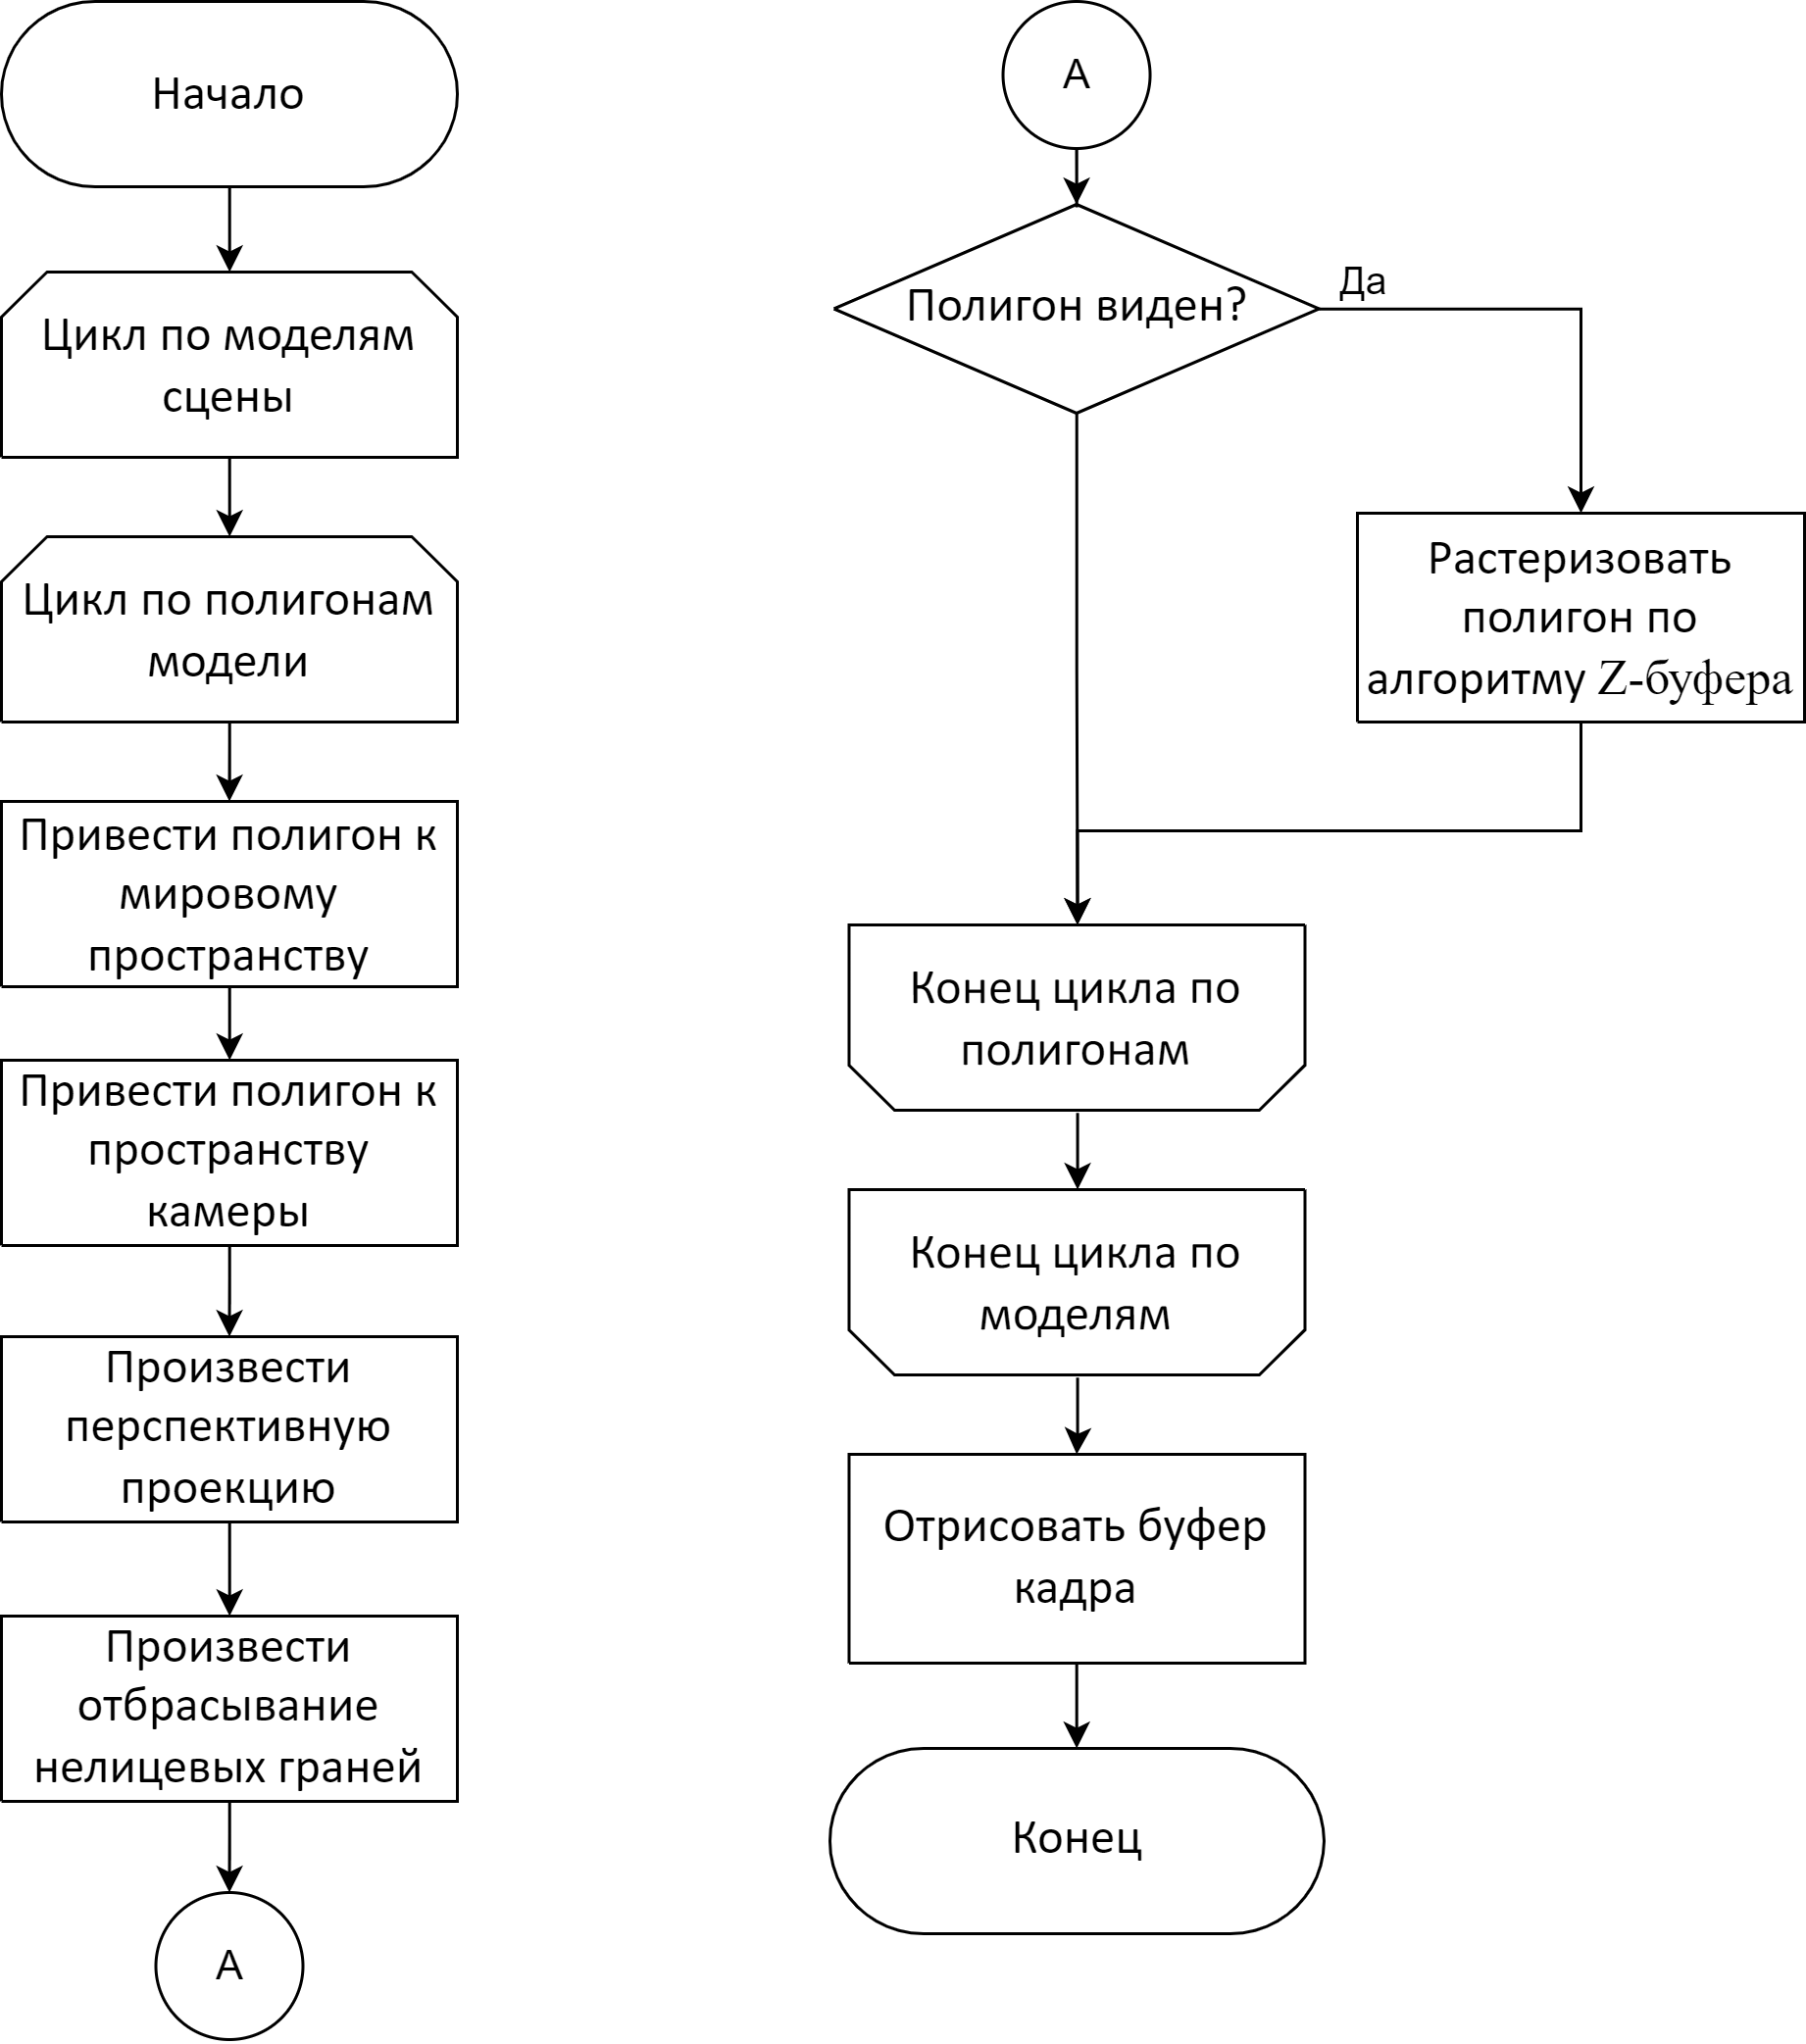 Начало
Цикл по моделям
сцены
Цикл по полигонам
модели
Привести полигон к
мировому
пространству
Привести полигон к
пространству
камеры
Произвести
перспективную
проекцию
Произвести
отбрасывание
нелицевых граней
А
А
Полигон виден?
Да
Растеризовать
полигон по
алгоритму Z-буфера
Конец цикла по
полигонам
Конец цикла по
моделям
Отрисовать буфер
кадра
Конец